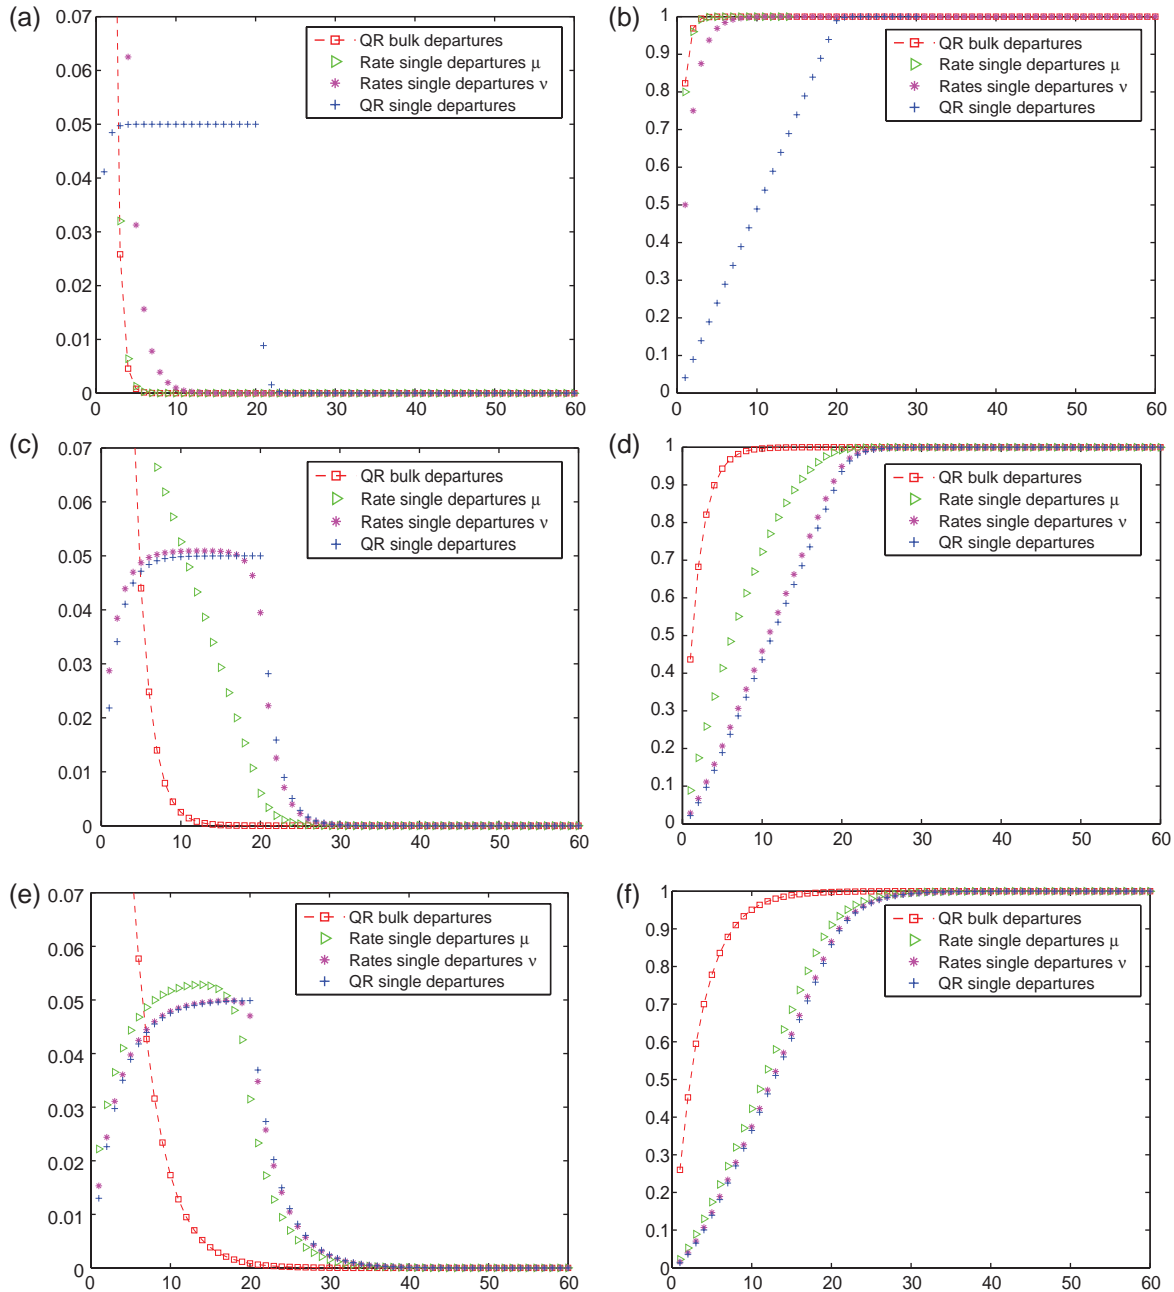 (a)
0.07
0.06
0.05
0.04
0.03
0.02
0.01
0
0 10 20 30 40 50 60
QR bulk departures
Rate single departures μ
Rates single departures ν
QR single departures
(b)
1
0.9
0.8
0.7
0.6
0.5
0.4
0.3
0.2
0.1
0
0 10 20 30 40 50 60
QR bulk departures
Rate single departures μ
Rates single departures ν
QR single departures
(c)
0.07
0.06
0.05
0.04
0.03
0.02
0.01
0
0 10 20 30 40 50 60
QR bulk departures
Rate single departures μ
Rates single departures ν
QR single departures
(d)
1
0.9
0.8
0.7
0.6
0.5
0.4
0.3
0.2
0.1
0
0 10 20 30 40 50 60
QR bulk departures
Rate single departures μ
Rates single departures ν
QR single departures
(e)
0.07
0.06
0.05
0.04
0.03
0.02
0.01
0
0 10 20 30 40 50 60
QR bulk departures
Rate single departures μ
Rates single departures ν
QR single departures
(f)
1
0.9
0.8
0.7
0.6
0.5
0.4
0.3
0.2
0.1
0
0 10 20 30 40 50 60
QR bulk departures
Rate single departures μ
Rates single departures ν
QR single departures